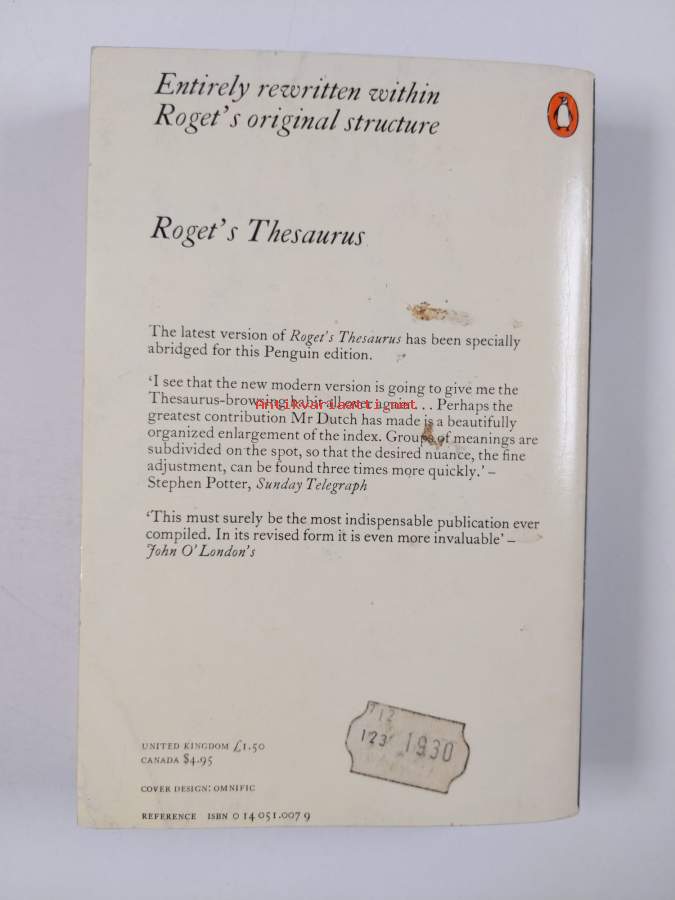 Entirely rewritten within
Roget's original structure
Roget's Thesaurus
The latest version of Roget's Thesaurus has been specially
abridged for this Penguin edition.
‘I see that the new modern version is going to give me the
Thesaurus-browsing habit all over again . . . Perhaps the
greatest contribution Mr Dutch has made is a beautifully
organized enlargement of the index. Groups of meanings are
subdivided on the spot, so that the desired nuance, the fine
adjustment, can be found three times more quickly.’ –
Stephen Potter, Sunday Telegraph
‘This must surely be the most indispensable publication ever
compiled. In its revised form it is even more invaluable’ –
John O'London's
712
123 1930
UNITED KINGDOM £1.50
CANADA $4.95
COVER DESIGN: OMNIFIC
REFERENCE ISBN 0 14 051.007 9